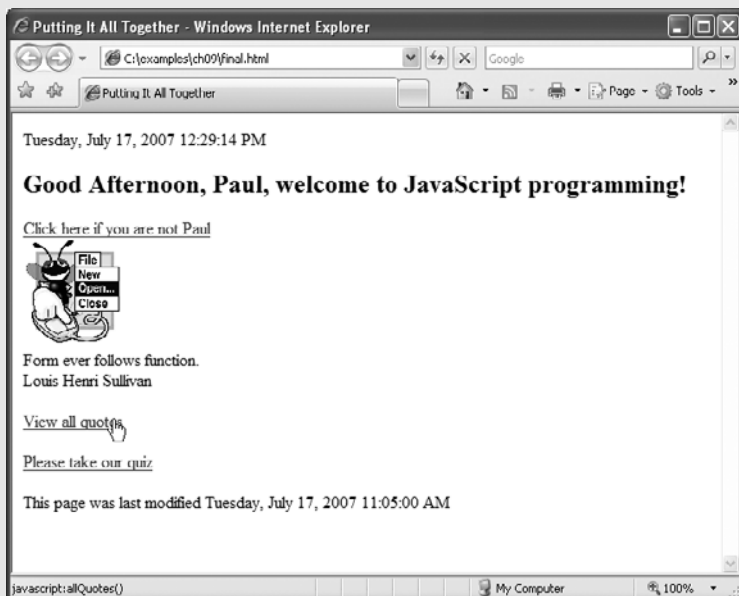 Putting It All Together - Windows Internet Explorer
C:\examples\ch09\final.html
Google
Putting It All Together
Page
Tools
»
Tuesday, July 17, 2007 12:29:14 PM
Good Afternoon, Paul, welcome to JavaScript programming!
Click here if you are not Paul
File
New
Open...
Close
Form ever follows function.
Louis Henri Sullivan
View all quotes
Please take our quiz
This page was last modified Tuesday, July 17, 2007 11:05:00 AM
javascript:allQuotes()
My Computer
100%